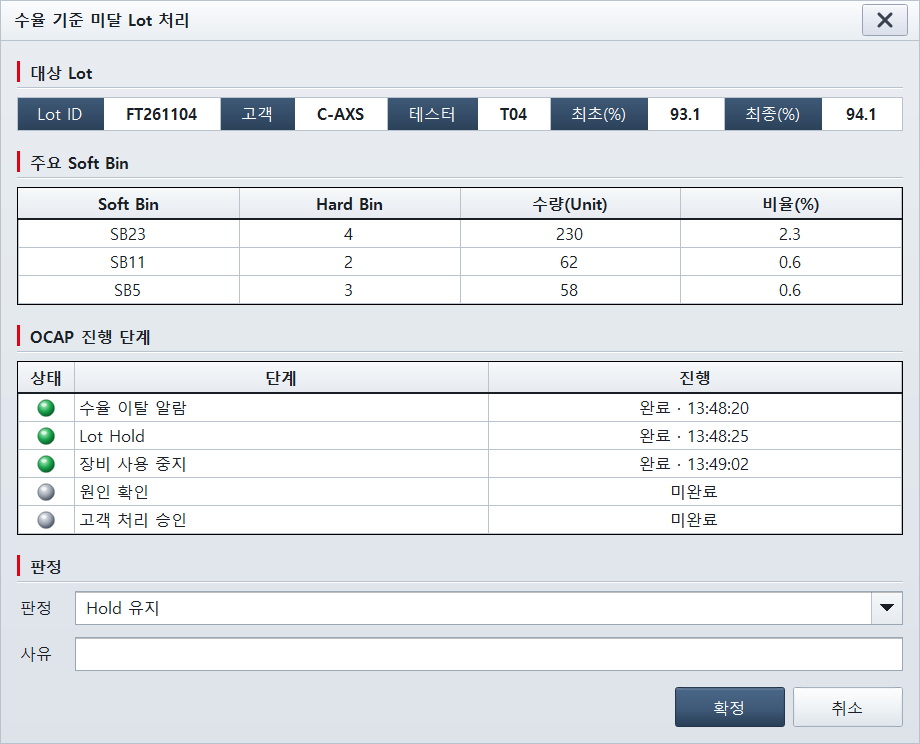 수율 기준 미달 Lot 처리
대상 Lot
Lot ID FT261104 고객 C-AXS 테스터 T04 최초(%) 93.1 최종(%) 94.1
주요 Soft Bin
Soft Bin Hard Bin 수량(Unit) 비율(%)
SB23 4 230 2.3
SB11 2 62 0.6
SB5 3 58 0.6
OCAP 진행 단계
상태 단계 진행
수율 이탈 알람 완료 · 13:48:20
Lot Hold 완료 · 13:48:25
장비 사용 중지 완료 · 13:49:02
원인 확인 미완료
고객 처리 승인 미완료
판정
판정 Hold 유지
사유
확정 취소